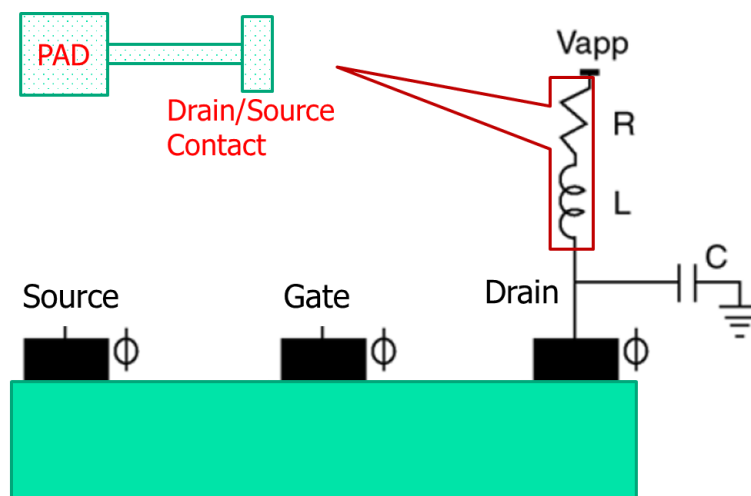 PAD
Vapp
Drain/Source
Contact
R
L
C
Source
Gate
Drain
ϕ
ϕ
ϕ